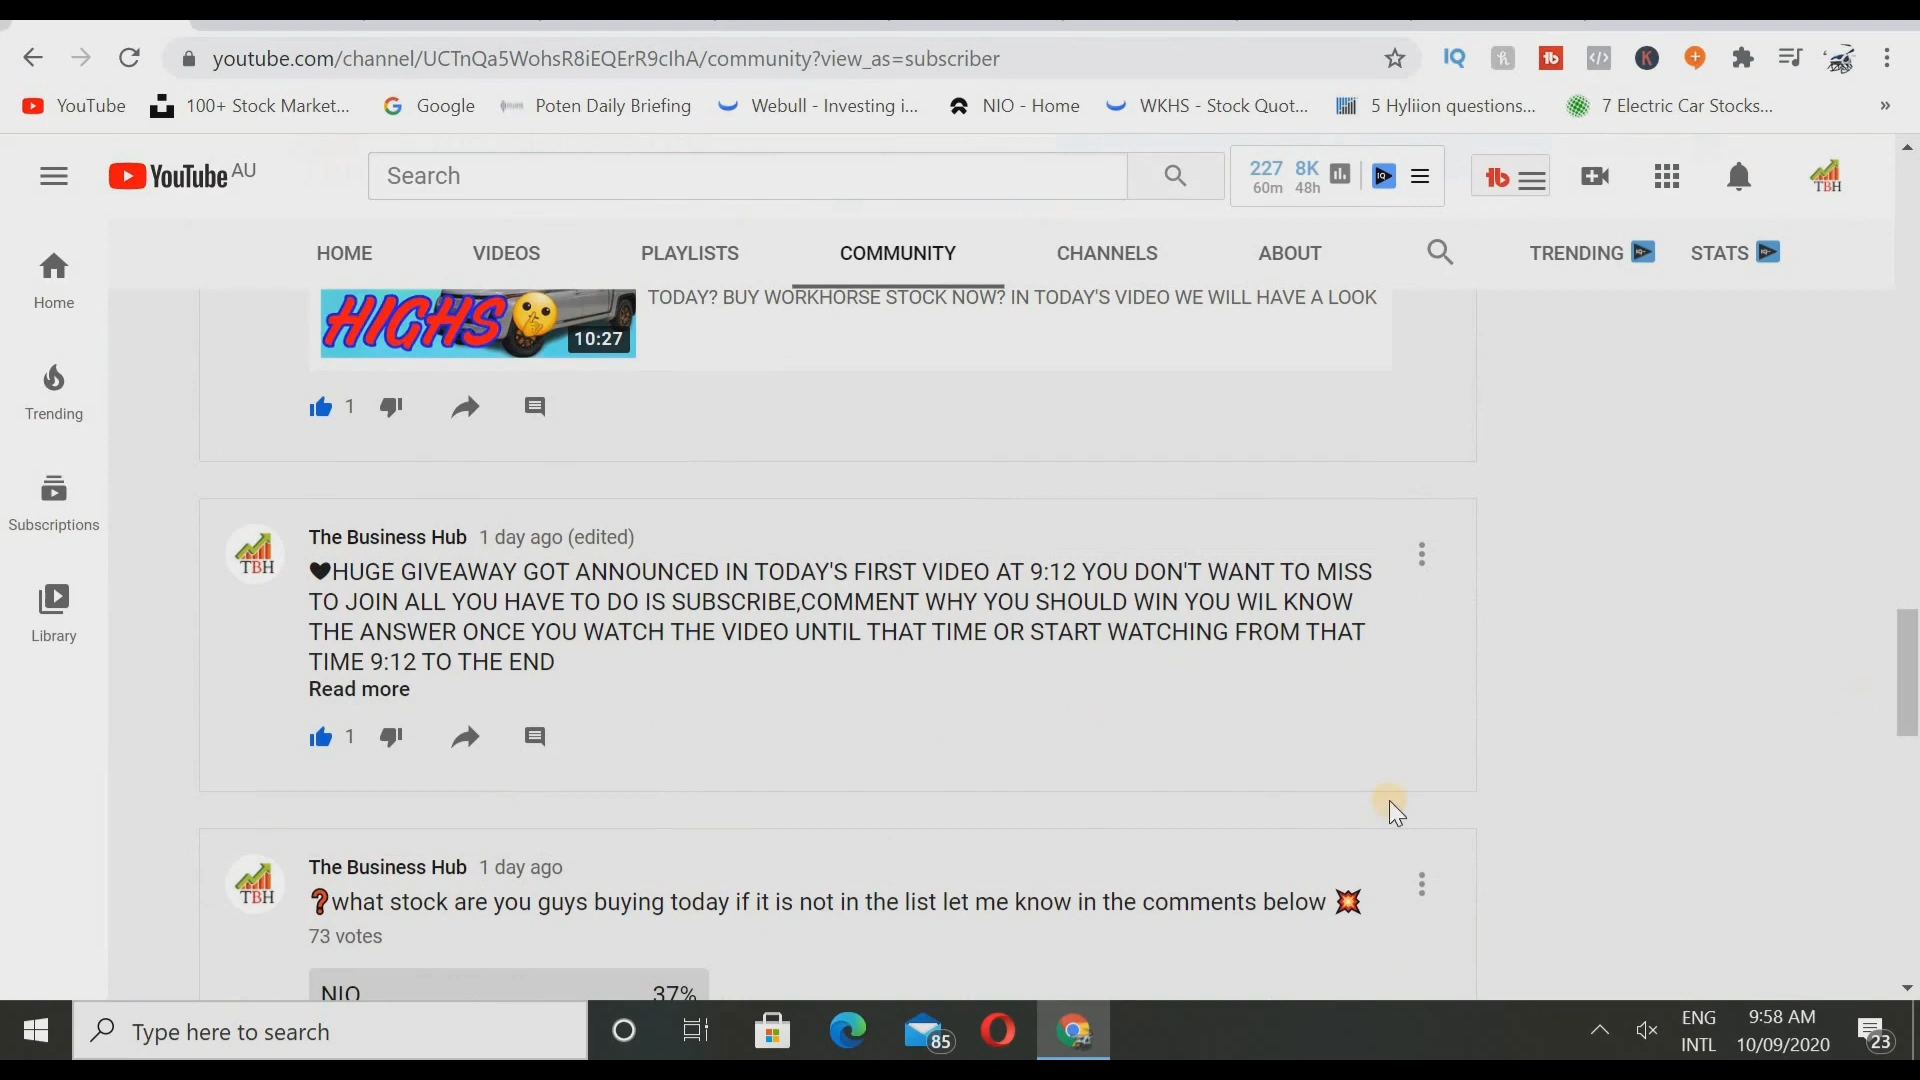 youtube.com/channel/UCTnQa5WohsR8iEQErR9clhA/community?view_as=subscriber
YouTube
100+ Stock Market...
Google
Poten Daily Briefing
Webull - Investing i...
NIO - Home
WKHS - Stock Quot...
5 Hyliion questions...
7 Electric Car Stocks...
»
YouTube AU
Search
227 8K
60m 48h
HOME
VIDEOS
PLAYLISTS
COMMUNITY
CHANNELS
ABOUT
TRENDING
STATS
Home
Trending
Subscriptions
Library
HIGHS
10:27
TODAY? BUY WORKHORSE STOCK NOW? IN TODAY'S VIDEO WE WILL HAVE A LOOK
1
The Business Hub 1 day ago (edited)
TBH
🖤HUGE GIVEAWAY GOT ANNOUNCED IN TODAY'S FIRST VIDEO AT 9:12 YOU DON'T WANT TO MISS
TO JOIN ALL YOU HAVE TO DO IS SUBSCRIBE,COMMENT WHY YOU SHOULD WIN YOU WIL KNOW
THE ANSWER ONCE YOU WATCH THE VIDEO UNTIL THAT TIME OR START WATCHING FROM THAT
TIME 9:12 TO THE END
Read more
1
The Business Hub 1 day ago
TBH
❓what stock are you guys buying today if it is not in the list let me know in the comments below 💥
73 votes
NIO 37%
Type here to search
85
ENG
INTL
9:58 AM
10/09/2020
23